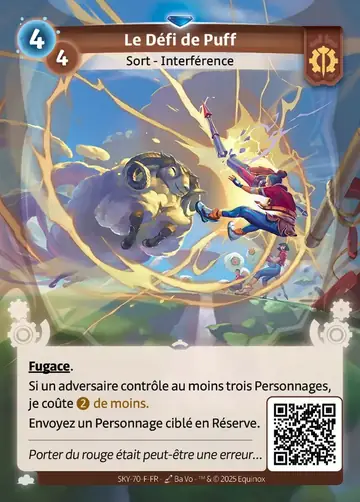 4
4
Le Défi de Puff
Sort - Interférence
Fugace.
Si un adversaire contrôle au moins trois Personnages,
je coûte 2 de moins.
Envoyez un Personnage ciblé en Réserve.
Porter du rouge était peut-être une erreur...
SKY-70-F-FR - Ba Vo - ™ & © 2025 Equinox